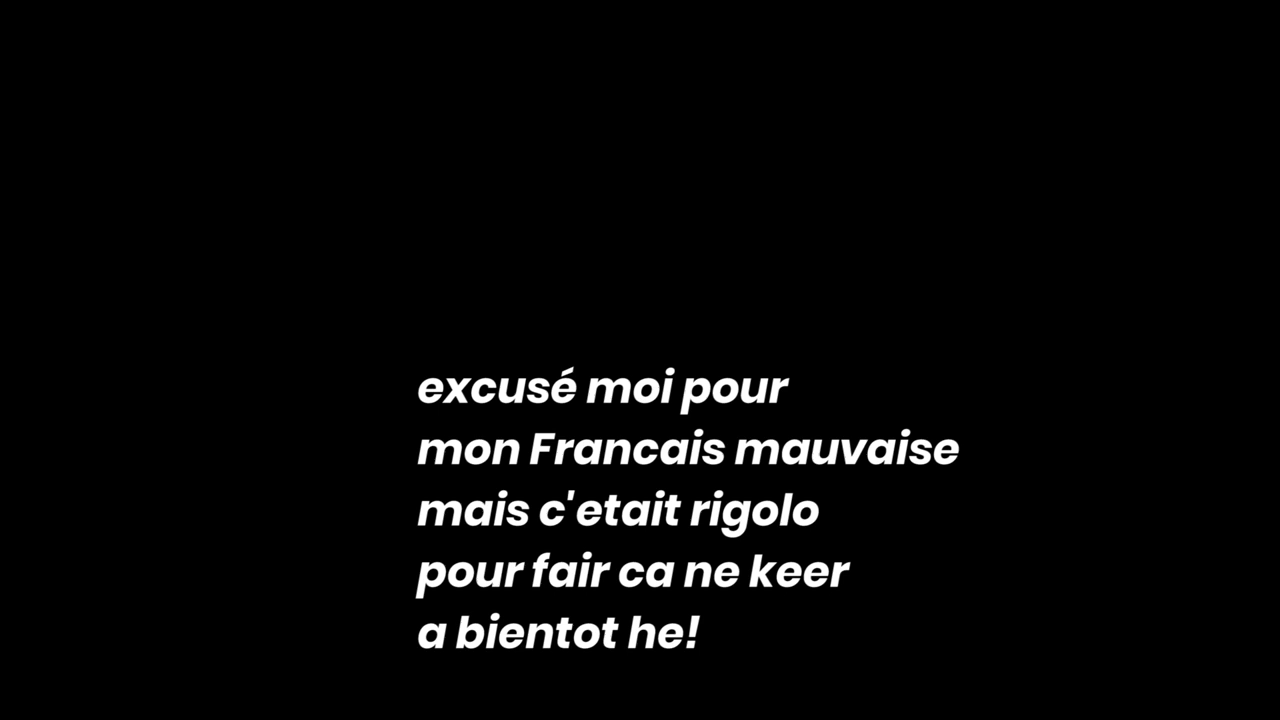 excusé moi pour
mon Francais mauvaise
mais c'etait rigolo
pour fair ca ne keer
a bientot he!